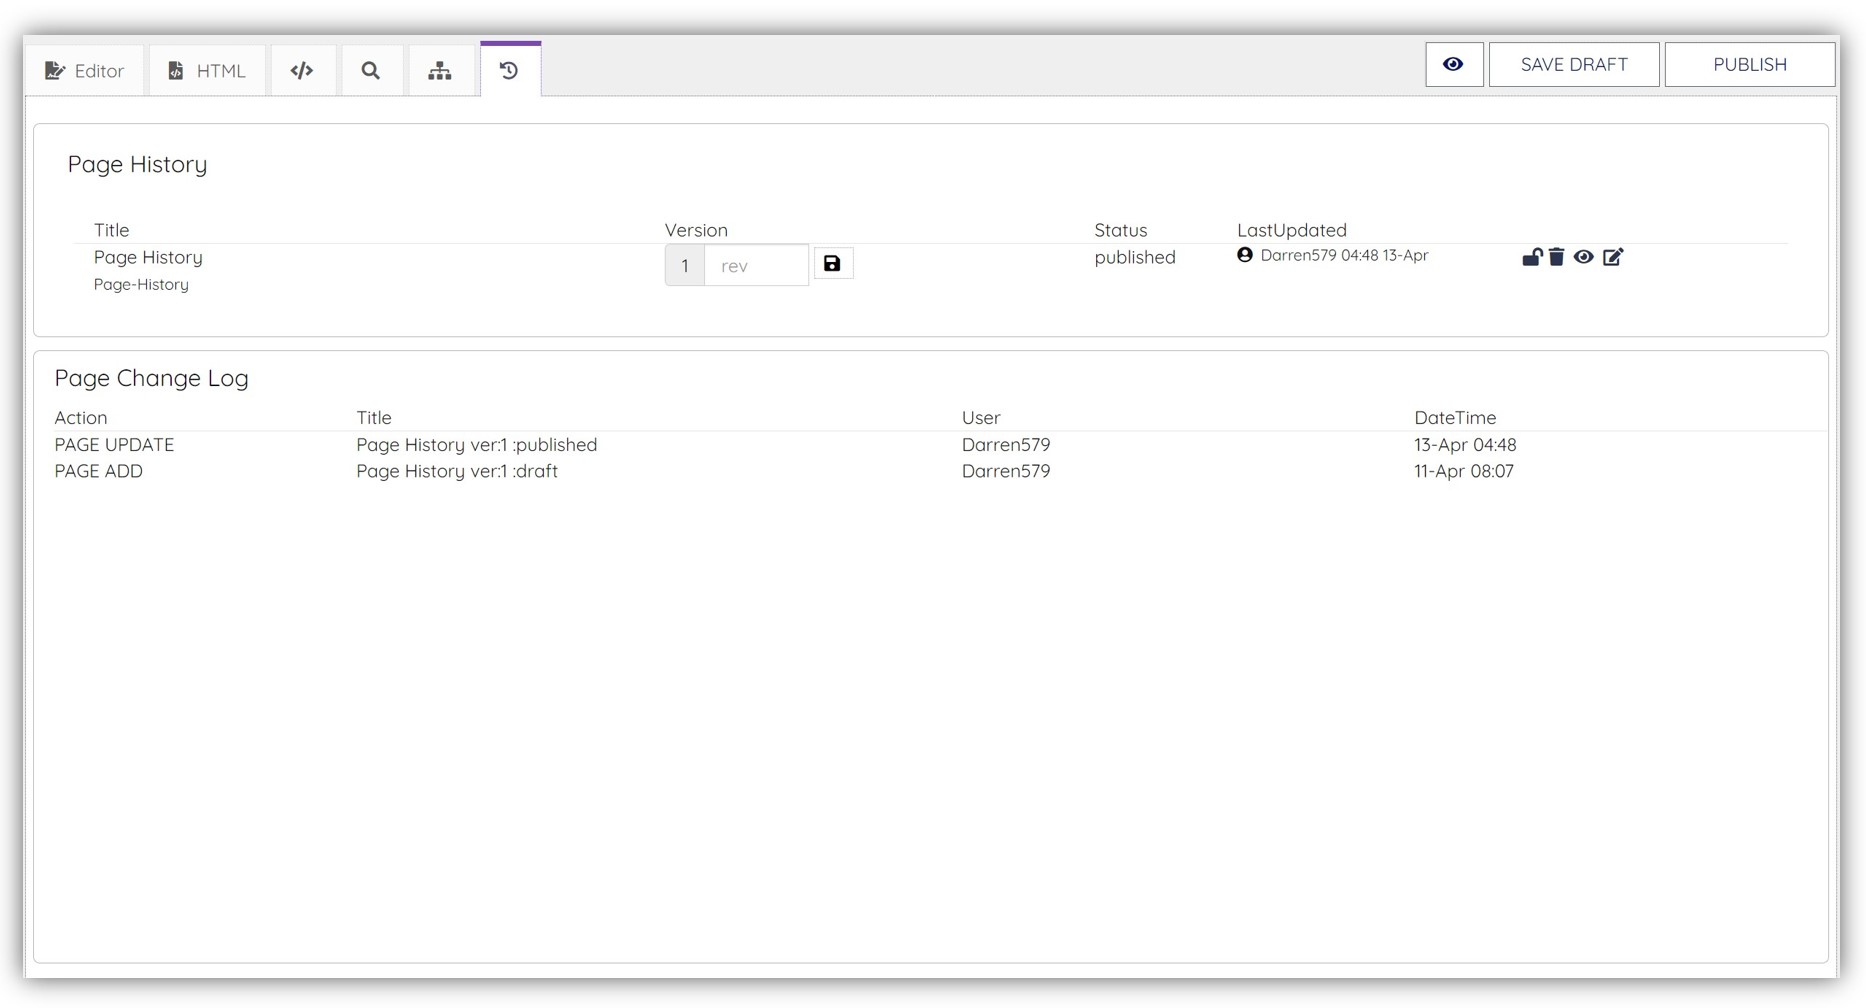 Editor HTML SAVE DRAFT PUBLISH
Page History
Title Version Status LastUpdated
Page History 1 rev published Darren579 04:48 13-Apr
Page-History
Page Change Log
Action Title User DateTime
PAGE UPDATE Page History ver:1 :published Darren579 13-Apr 04:48
PAGE ADD Page History ver:1 :draft Darren579 11-Apr 08:07